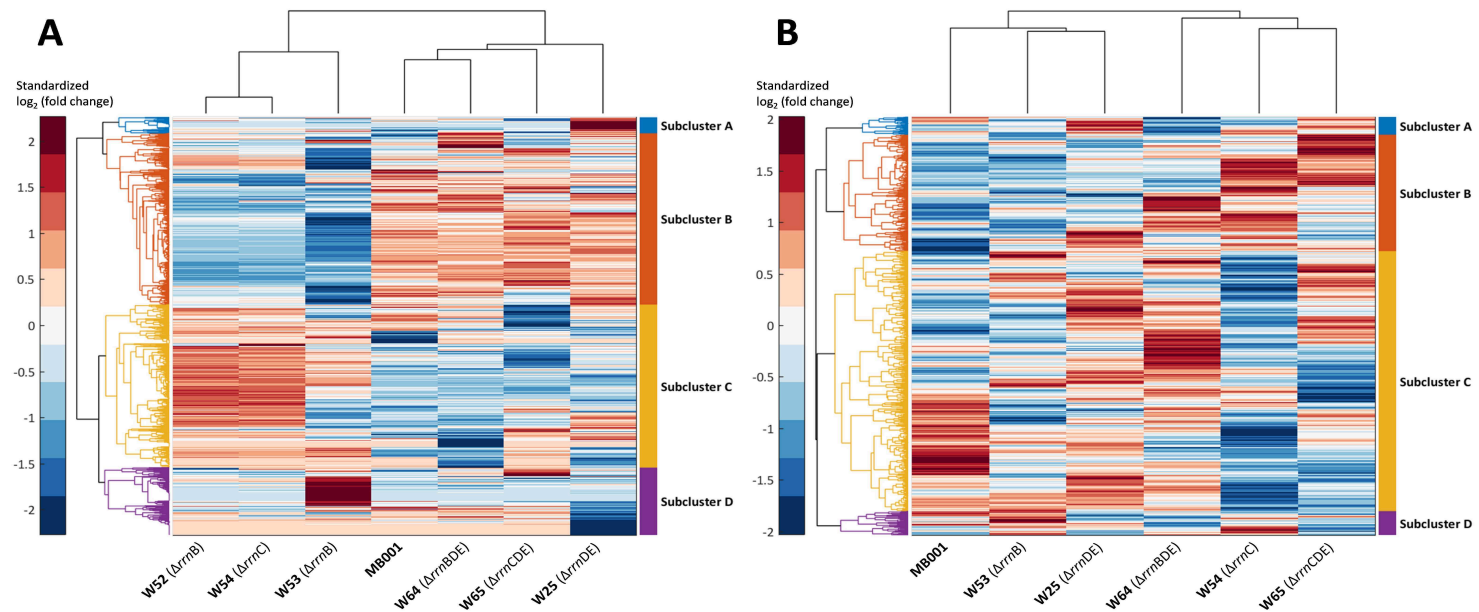 A
Standardized
log₂ (fold change)
2
1.5
1
0.5
0
-0.5
-1
-1.5
-2
Subcluster A
Subcluster B
Subcluster C
Subcluster D
W52 (ΔrrnB)
W54 (ΔrrnC)
W53 (ΔrrnB)
MB001
W64 (ΔrrnBDE)
W65 (ΔrrnCDE)
W25 (ΔrrnDE)
B
Standardized
log₂ (fold change)
2
1.5
1
0.5
0
-0.5
-1
-1.5
-2
Subcluster A
Subcluster B
Subcluster C
Subcluster D
MB001
W53 (ΔrrnB)
W25 (ΔrrnDE)
W64 (ΔrrnBDE)
W54 (ΔrrnC)
W65 (ΔrrnCDE)